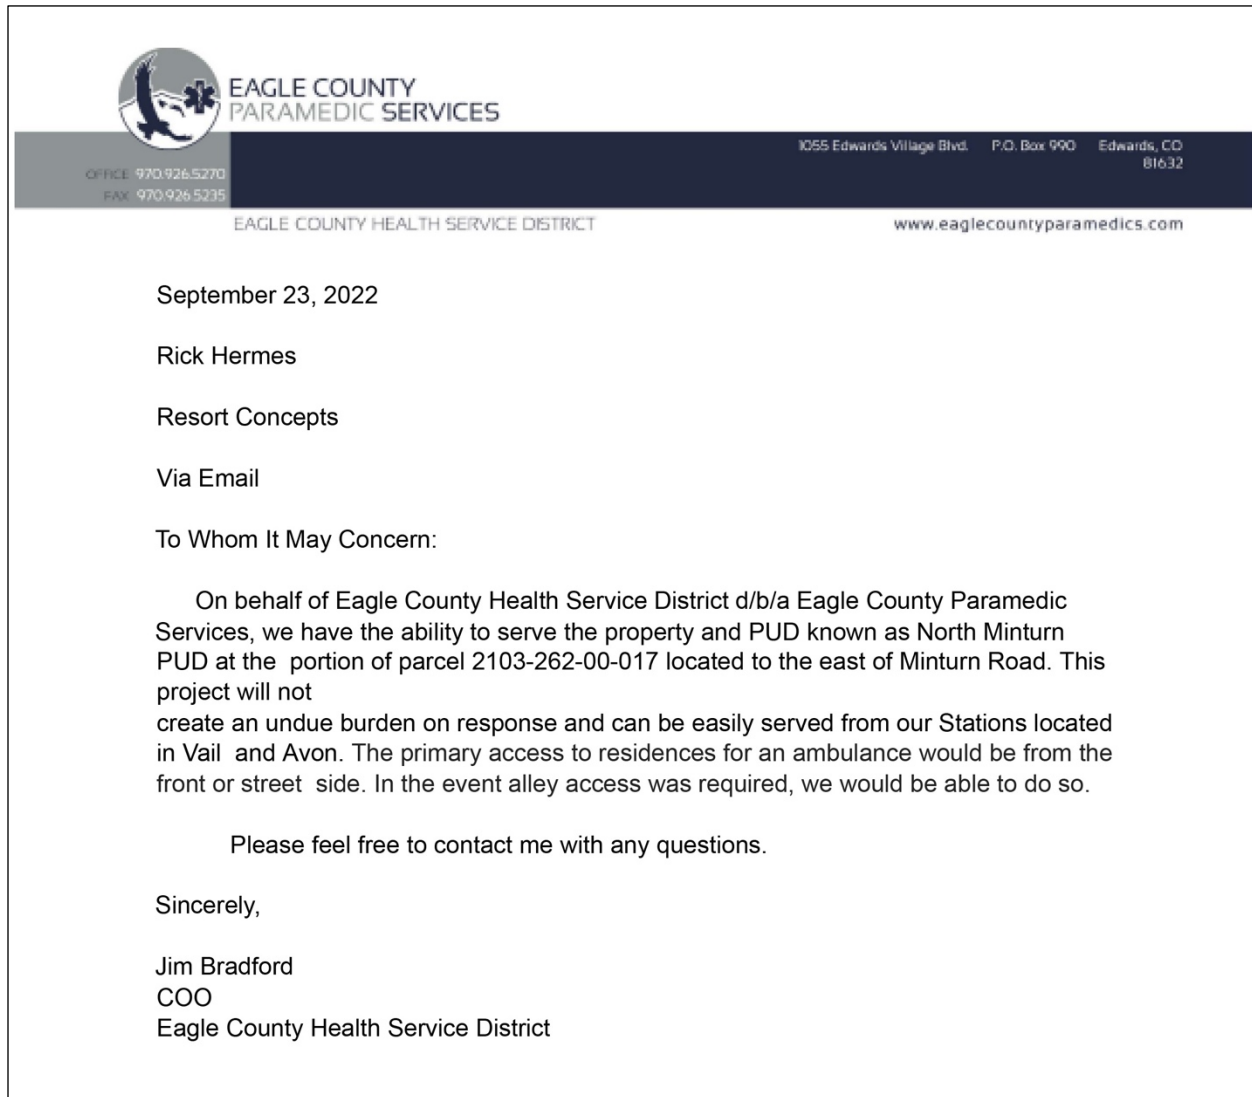 EAGLE COUNTY
PARAMEDIC SERVICES
1055 Edwards Village Blvd. P.O. Box 990 Edwards, CO
81632
OFFICE 970.926.5270
FAX 970.926.5235
EAGLE COUNTY HEALTH SERVICE DISTRICT www.eaglecountyparamedics.com
September 23, 2022
Rick Hermes
Resort Concepts
Via Email
To Whom It May Concern:
On behalf of Eagle County Health Service District d/b/a Eagle County Paramedic
Services, we have the ability to serve the property and PUD known as North Minturn
PUD at the portion of parcel 2103-262-00-017 located to the east of Minturn Road. This
project will not
create an undue burden on response and can be easily served from our Stations located
in Vail and Avon. The primary access to residences for an ambulance would be from the
front or street side. In the event alley access was required, we would be able to do so.
Please feel free to contact me with any questions.
Sincerely,
Jim Bradford
COO
Eagle County Health Service District